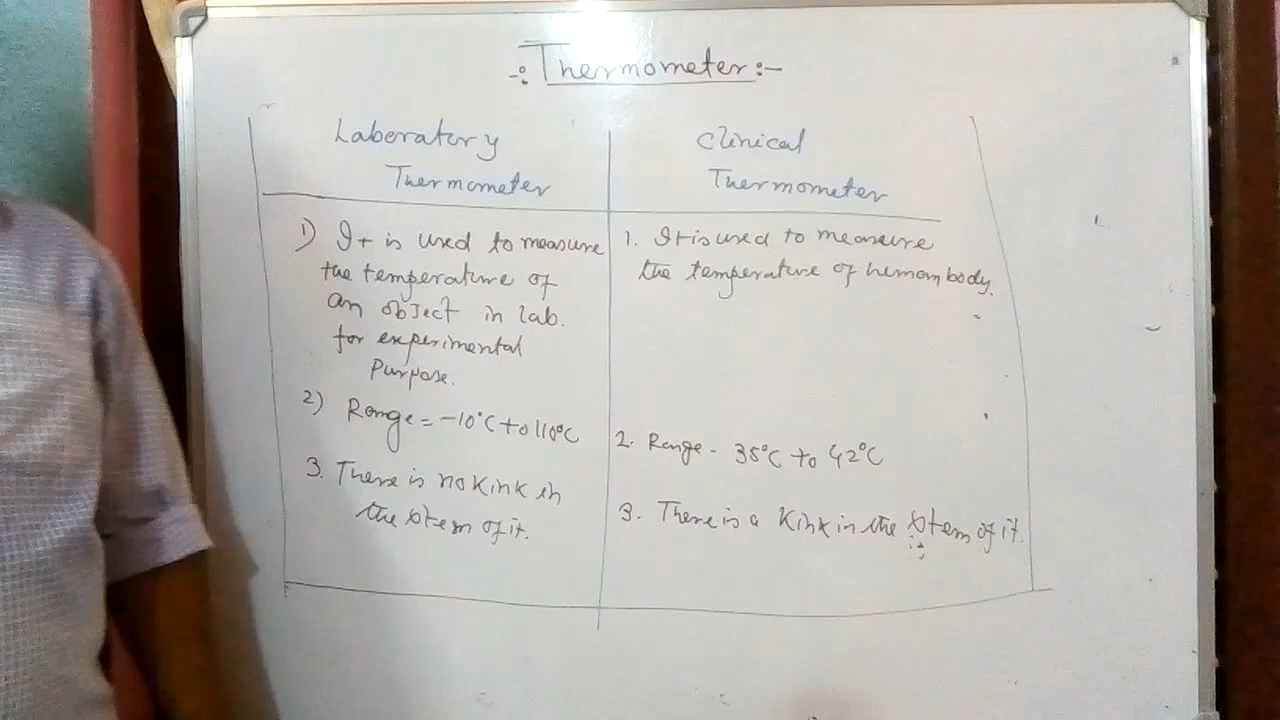 -: Thermometer :-
Laboratory
Thermometer
1) It is used to measure
the temperature of
an object in lab.
for experimental
Purpose.
2) Range = -10°C to 110°C
3. There is no kink in
the stem of it.
Clinical
Thermometer
1. It is used to measure
the temperature of human body.
2. Range - 35°C to 42°C
3. There is a kink in the stem of it.